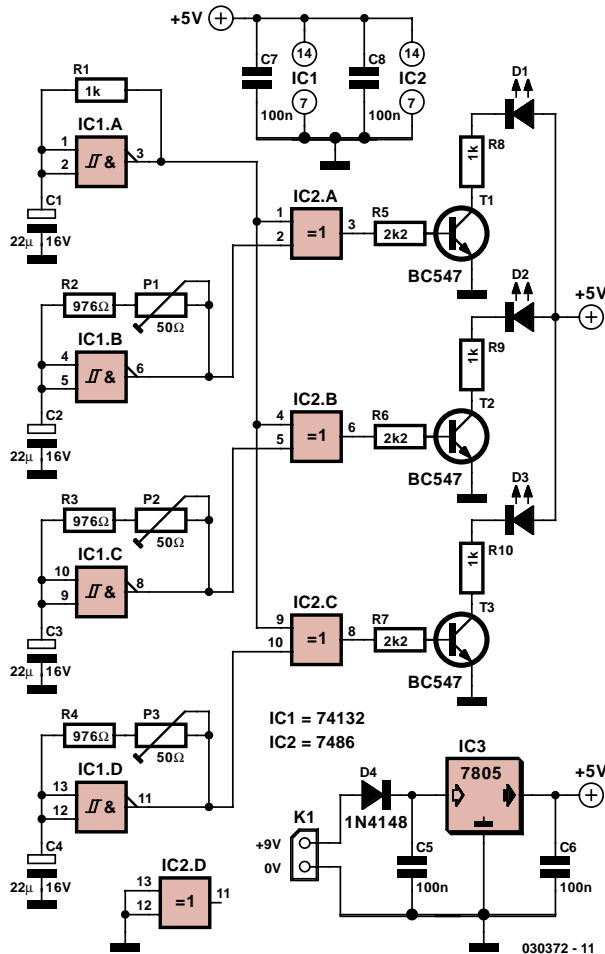 +5V
C7
14
IC1
7
100n
C8
14
IC2
7
100n
R1
1k
IC1.A
1
2
&
3
C1
22µ 16V
R2
976Ω
P1
50Ω
IC1.B
4
5
&
6
C2
22µ 16V
R3
976Ω
P2
50Ω
IC1.C
10
9
&
8
C3
22µ 16V
R4
976Ω
P3
50Ω
IC1.D
13
12
&
11
C4
22µ 16V
IC2.A
1
2
=1
3
R5
2k2
T1
BC547
R8
1k
D1
IC2.B
4
5
=1
6
R6
2k2
T2
BC547
R9
1k
D2
+5V
IC2.C
9
10
=1
8
R7
2k2
T3
BC547
R10
1k
D3
IC2.D
13
12
=1
11
IC1 = 74132
IC2 = 7486
K1
+9V
0V
D4
1N4148
C5
100n
IC3
7805
C6
100n
+5V
030372 - 11